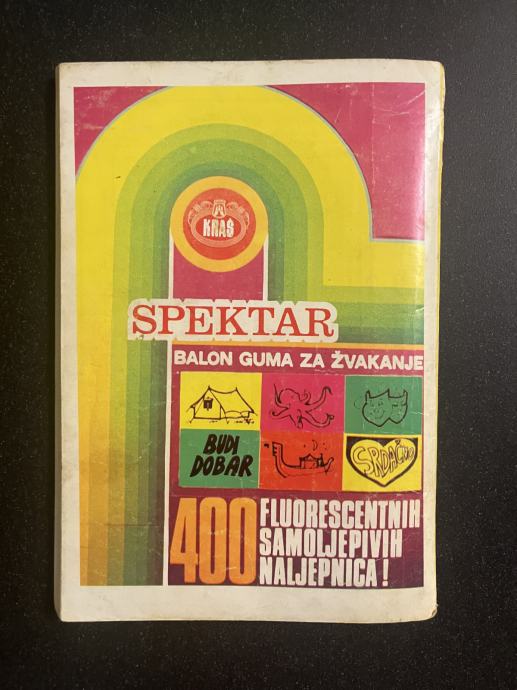 KRAŠ
SPEKTAR
BALON GUMA ZA ŽVAKANJE
BUDI
DOBAR
SRDAČNO
400 FLUORESCENTNIH
SAMOLJEPIVIH
NALJEPNICA!